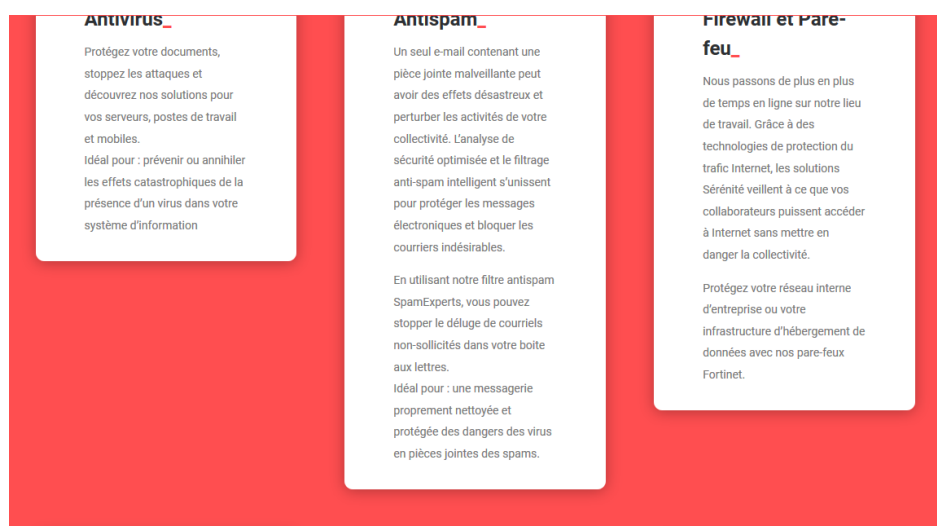 Antivirus_
Protégez votre documents,
stoppez les attaques et
découvrez nos solutions pour
vos serveurs, postes de travail
et mobiles.
Idéal pour : prévenir ou annihiler
les effets catastrophiques de la
présence d’un virus dans votre
système d’information
Antispam_
Un seul e-mail contenant une
pièce jointe malveillante peut
avoir des effets désastreux et
perturber les activités de votre
collectivité. L’analyse de
sécurité optimisée et le filtrage
anti-spam intelligent s’unissent
pour protéger les messages
électroniques et bloquer les
courriers indésirables.
En utilisant notre filtre antispam
SpamExperts, vous pouvez
stopper le déluge de courriels
non-sollicités dans votre boite
aux lettres.
Idéal pour : une messagerie
proprement nettoyée et
protégée des dangers des virus
en pièces jointes des spams.
Firewall et Pare-
feu_
Nous passons de plus en plus
de temps en ligne sur notre lieu
de travail. Grâce à des
technologies de protection du
trafic Internet, les solutions
Sérénité veillent à ce que vos
collaborateurs puissent accéder
à Internet sans mettre en
danger la collectivité.
Protégez votre réseau interne
d’entreprise ou votre
infrastructure d’hébergement de
données avec nos pare-feux
Fortinet.